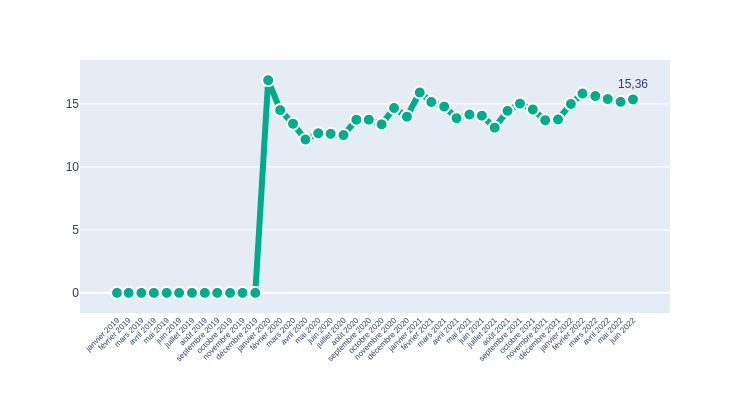 15,36
15
10
5
0
janvier 2019
février 2019
mars 2019
avril 2019
mai 2019
juin 2019
juillet 2019
août 2019
septembre 2019
octobre 2019
novembre 2019
décembre 2019
janvier 2020
février 2020
mars 2020
avril 2020
mai 2020
juin 2020
juillet 2020
août 2020
septembre 2020
octobre 2020
novembre 2020
décembre 2020
janvier 2021
février 2021
mars 2021
avril 2021
mai 2021
juin 2021
juillet 2021
août 2021
septembre 2021
octobre 2021
novembre 2021
décembre 2021
janvier 2022
février 2022
mars 2022
avril 2022
mai 2022
juin 2022